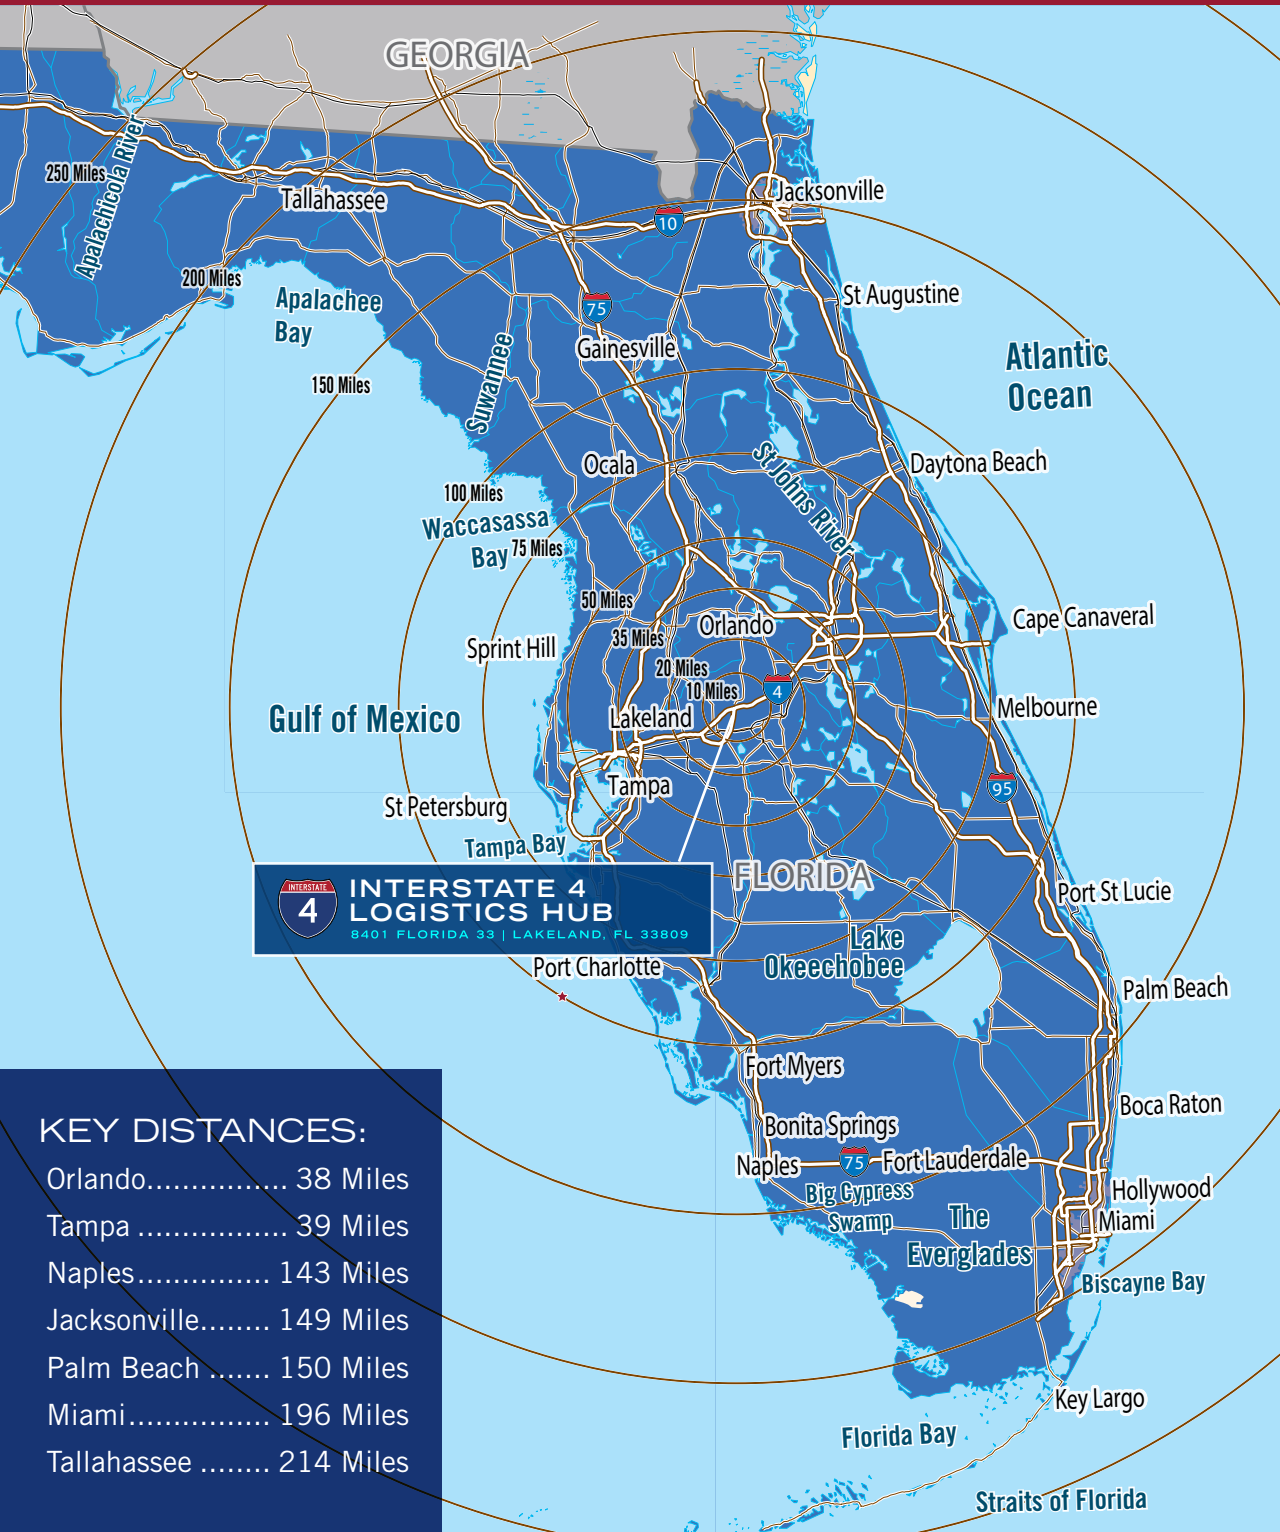 GEORGIA
250 Miles
Apalachicola River
Tallahassee
10
Jacksonville
200 Miles
Apalachee
Bay
75
St Augustine
Gainesville
Suwannee
150 Miles
Atlantic
Ocean
Ocala
St Johns River
Daytona Beach
100 Miles
Waccasassa
Bay
75 Miles
50 Miles
Orlando
Cape Canaveral
35 Miles
Sprint Hill
20 Miles
10 Miles
4
Gulf of Mexico
Lakeland
Melbourne
Tampa
95
St Petersburg
Tampa Bay
FLORIDA
INTERSTATE
4
INTERSTATE 4
LOGISTICS HUB
8401 FLORIDA 33 | LAKELAND, FL 33809
Port St Lucie
Lake
Okeechobee
Port Charlotte
Palm Beach
Fort Myers
Boca Raton
Bonita Springs
Naples
75
Fort Lauderdale
Big Cypress
Swamp
Hollywood
The
Everglades
Miami
Biscayne Bay
Key Largo
Florida Bay
Straits of Florida
KEY DISTANCES:
Orlando................ 38 Miles
Tampa ................. 39 Miles
Naples............... 143 Miles
Jacksonville........ 149 Miles
Palm Beach ....... 150 Miles
Miami................ 196 Miles
Tallahassee ........ 214 Miles